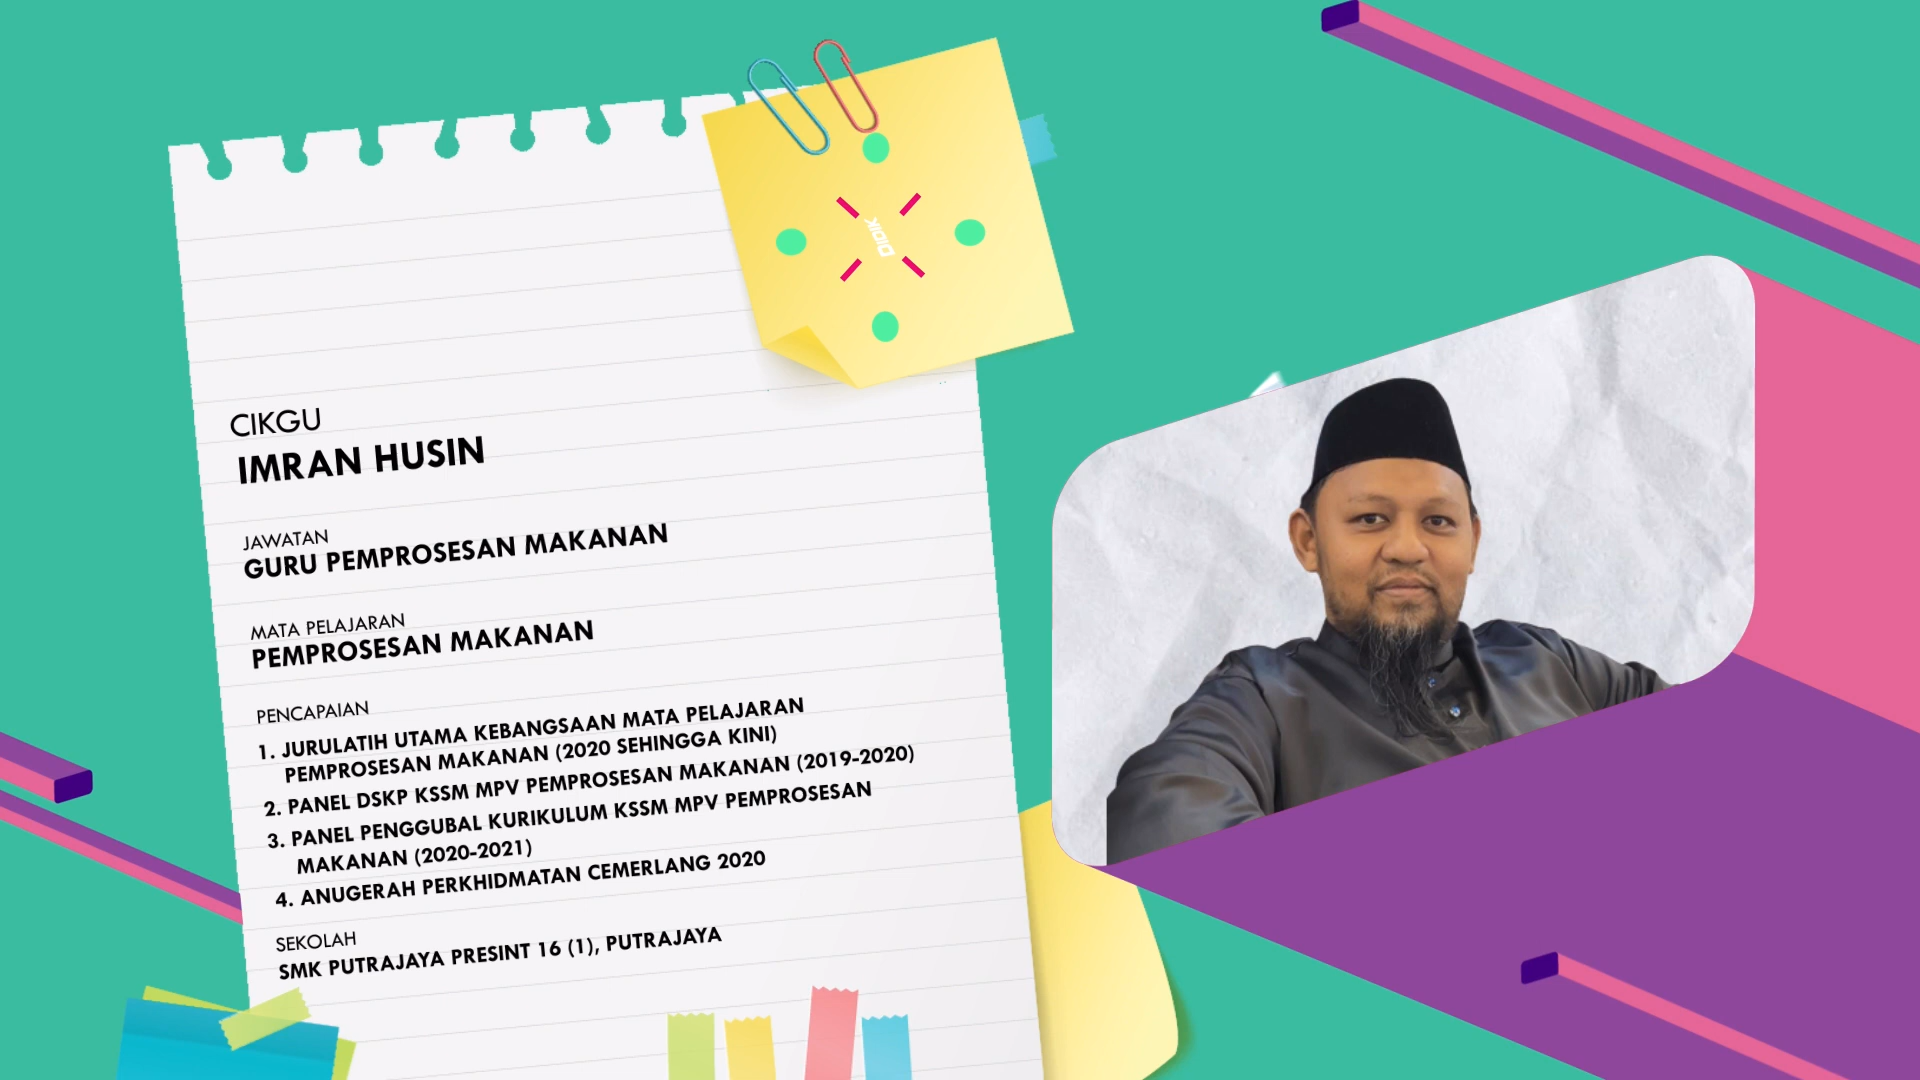 DIDIK
CIKGU
IMRAN HUSIN
JAWATAN
GURU PEMPROSESAN MAKANAN
MATA PELAJARAN
PEMPROSESAN MAKANAN
PENCAPAIAN
1. JURULATIH UTAMA KEBANGSAAN MATA PELAJARAN
PEMPROSESAN MAKANAN (2020 SEHINGGA KINI)
2. PANEL DSKP KSSM MPV PEMPROSESAN MAKANAN (2019-2020)
3. PANEL PENGGUBAL KURIKULUM KSSM MPV PEMPROSESAN
MAKANAN (2020-2021)
4. ANUGERAH PERKHIDMATAN CEMERLANG 2020
SEKOLAH
SMK PUTRAJAYA PRESINT 16 (1), PUTRAJAYA